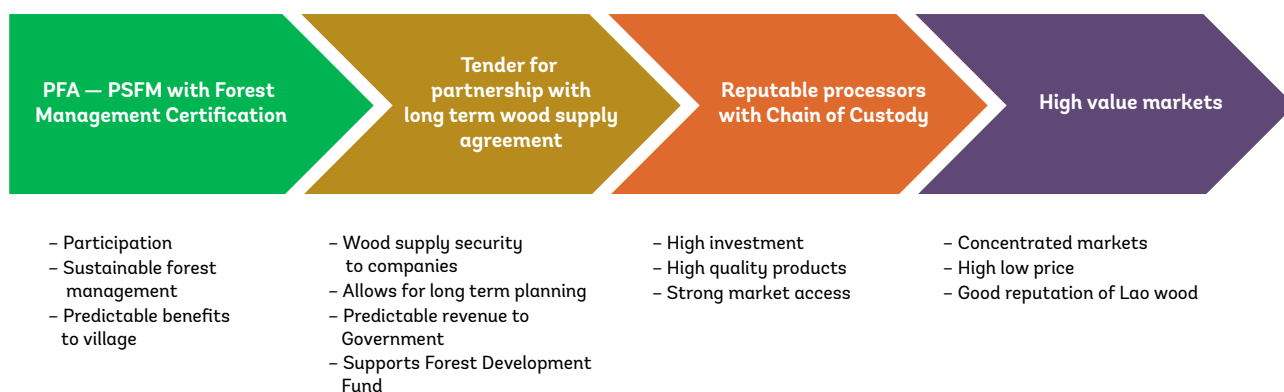 PFA — PSFM with Forest
Management Certification
Tender for
partnership with
long term wood supply
agreement
Reputable processors
with Chain of Custody
High value markets
– Participation
– Sustainable forest
management
– Predictable benefits
to village
– Wood supply security
to companies
– Allows for long term planning
– Predictable revenue to
Government
– Supports Forest Development
Fund
– High investment
– High quality products
– Strong market access
– Concentrated markets
– High low price
– Good reputation of Lao wood